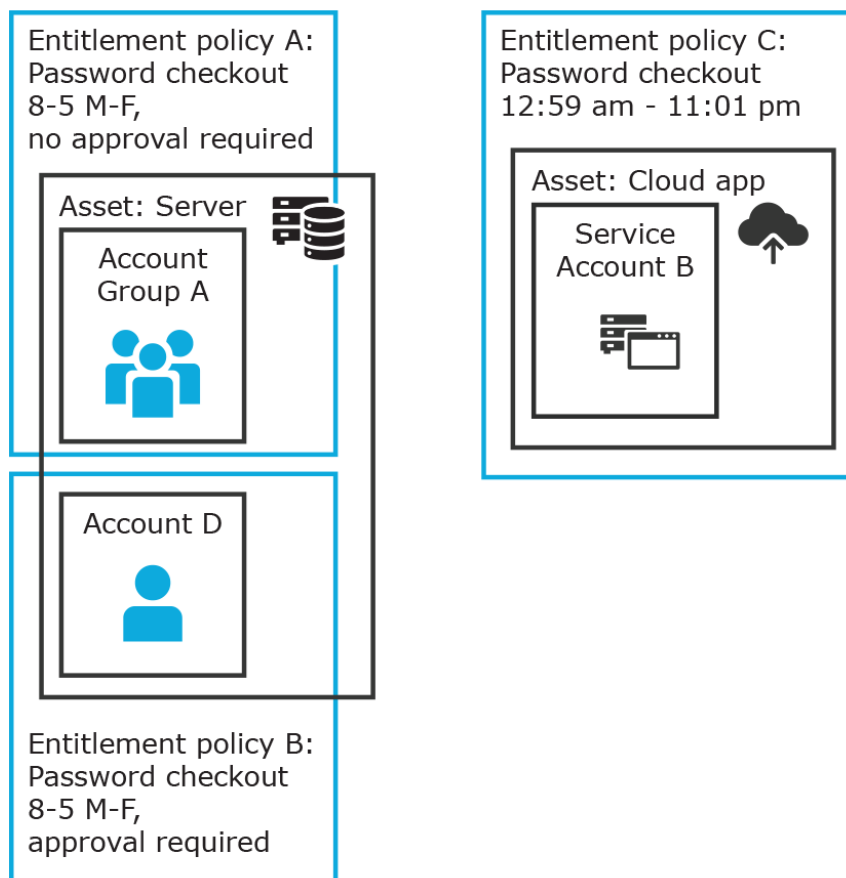 Entitlement policy A:
Password checkout
8-5 M-F,
no approval required
Asset: Server
Account
Group A
Account D
Entitlement policy B:
Password checkout
8-5 M-F,
approval required
Entitlement policy C:
Password checkout
12:59 am - 11:01 pm
Asset: Cloud app
Service
Account B